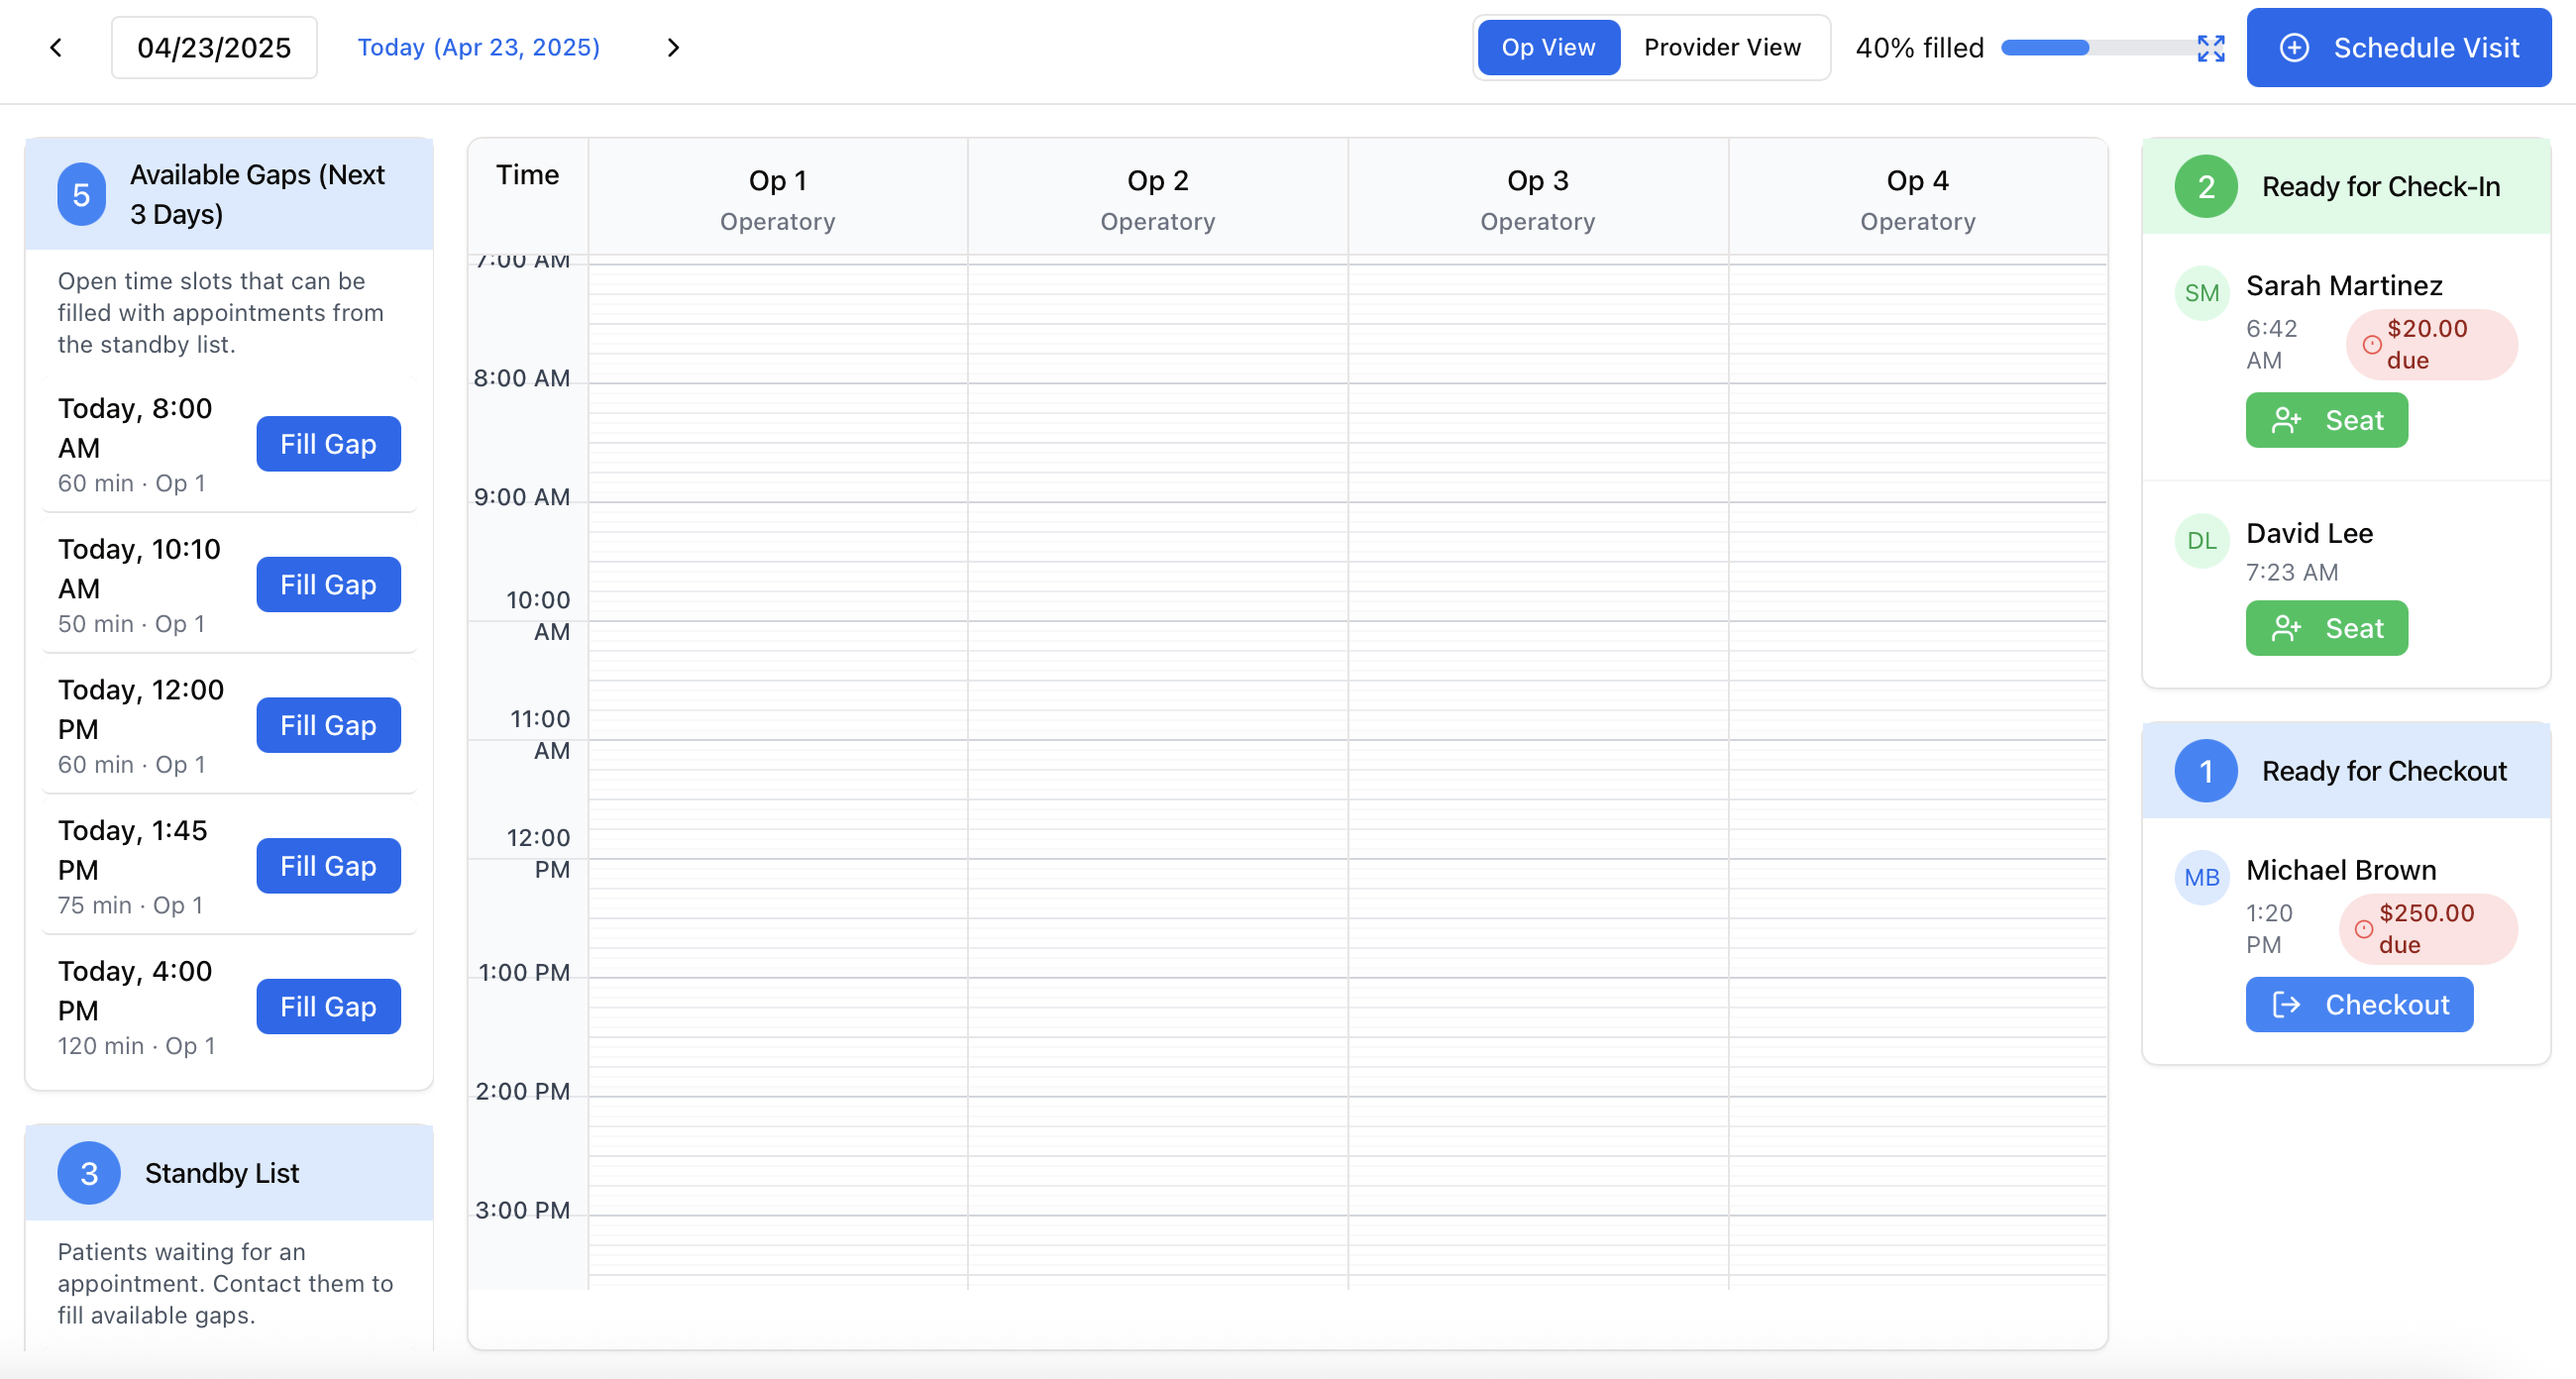 04/23/2025
Today (Apr 23, 2025)
Op View
Provider View
40% filled
Schedule Visit
5
Available Gaps (Next
3 Days)
Open time slots that can be
filled with appointments from
the standby list.
Today, 8:00
AM
60 min · Op 1
Fill Gap
Today, 10:10
AM
50 min · Op 1
Fill Gap
Today, 12:00
PM
60 min · Op 1
Fill Gap
Today, 1:45
PM
75 min · Op 1
Fill Gap
Today, 4:00
PM
120 min · Op 1
Fill Gap
3
Standby List
Patients waiting for an
appointment. Contact them to
fill available gaps.
Time
Op 1
Operatory
Op 2
Operatory
Op 3
Operatory
Op 4
Operatory
7:00 AM
8:00 AM
9:00 AM
10:00
AM
11:00
AM
12:00
PM
1:00 PM
2:00 PM
3:00 PM
2
Ready for Check-In
SM
Sarah Martinez
6:42
AM
$20.00
due
Seat
DL
David Lee
7:23 AM
Seat
1
Ready for Checkout
MB
Michael Brown
1:20
PM
$250.00
due
Checkout